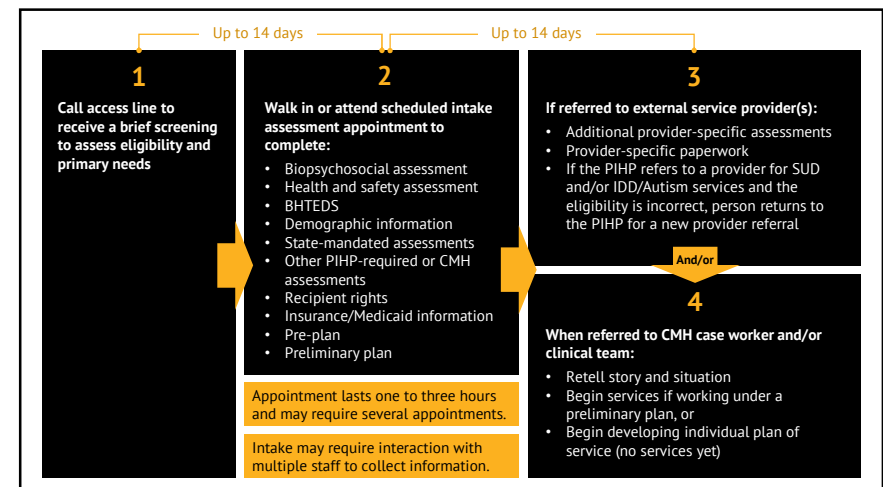 Up to 14 days
Up to 14 days
1
Call access line to
receive a brief screening
to assess eligibility and
primary needs
2
Walk in or attend scheduled intake
assessment appointment to
complete:
• Biopsychosocial assessment
• Health and safety assessment
• BHTEDS
• Demographic information
• State-mandated assessments
• Other PIHP-required or CMH
assessments
• Recipient rights
• Insurance/Medicaid information
• Pre-plan
• Preliminary plan
Appointment lasts one to three hours
and may require several appointments.
Intake may require interaction with
multiple staff to collect information.
3
If referred to external service provider(s):
• Additional provider-specific assessments
• Provider-specific paperwork
• If the PIHP refers to a provider for SUD
and/or IDD/Autism services and the
eligibility is incorrect, person returns to
the PIHP for a new provider referral
And/or
4
When referred to CMH case worker and/or
clinical team:
• Retell story and situation
• Begin services if working under a
preliminary plan, or
• Begin developing individual plan of
service (no services yet)